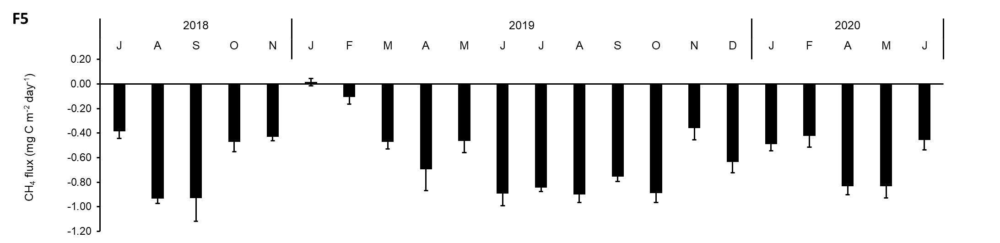 F5
2018 2019 2020
J A S O N J F M A M J J A S O N D J F A M J
0.20
0.00
-0.20
-0.40
-0.60
-0.80
-1.00
-1.20
CH₄ flux (mg C m⁻² day⁻¹)